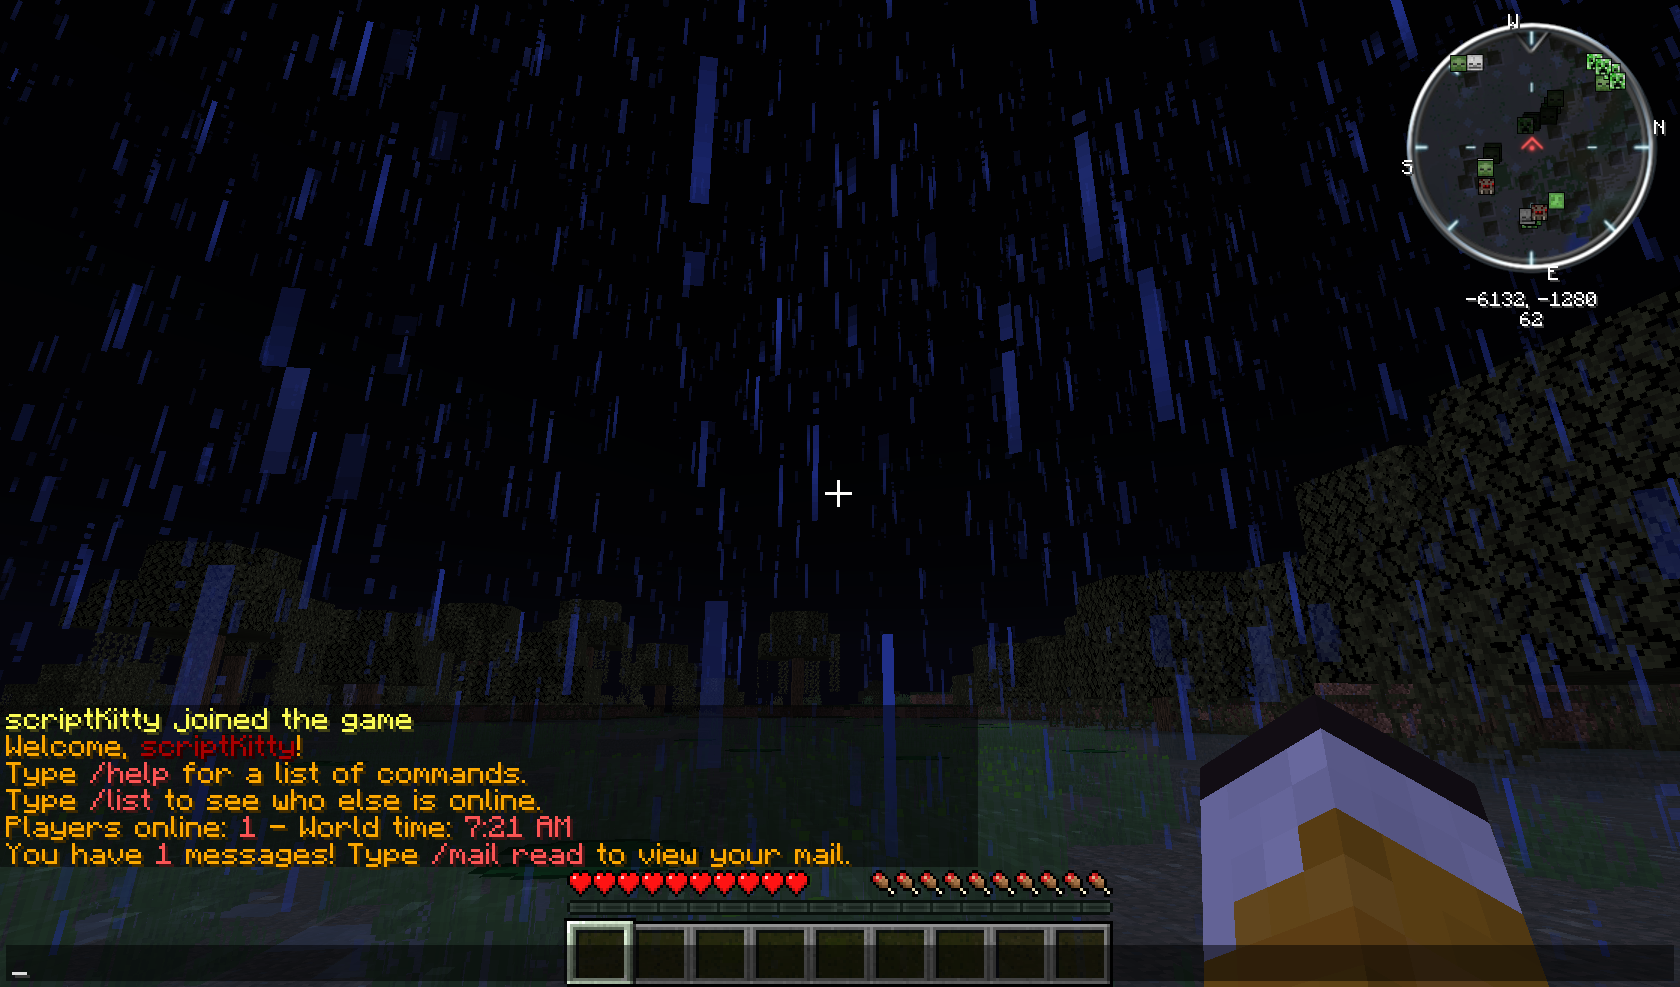 W
N
S
E
-6132, -1280
62
scriptKitty joined the game
Welcome, scriptKitty!
Type /help for a list of commands.
Type /list to see who else is online.
Players online: 1 - World time: 7:21 AM
You have 1 messages! Type /mail read to view your mail.
_